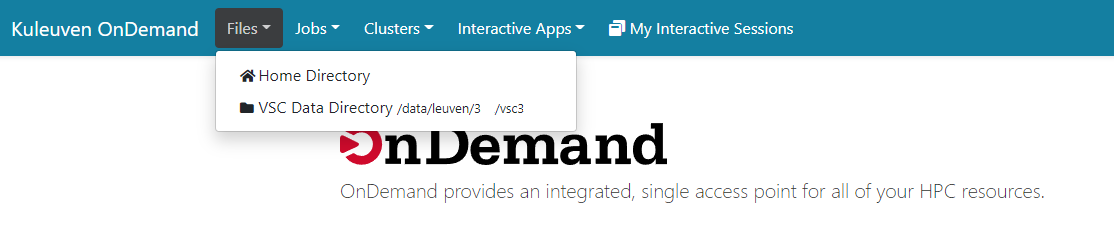 Kuleuven OnDemand Files Jobs Clusters Interactive Apps My Interactive Sessions
Home Directory
VSC Data Directory /data/leuven/3 /vsc3
OnDemand
OnDemand provides an integrated, single access point for all of your HPC resources.